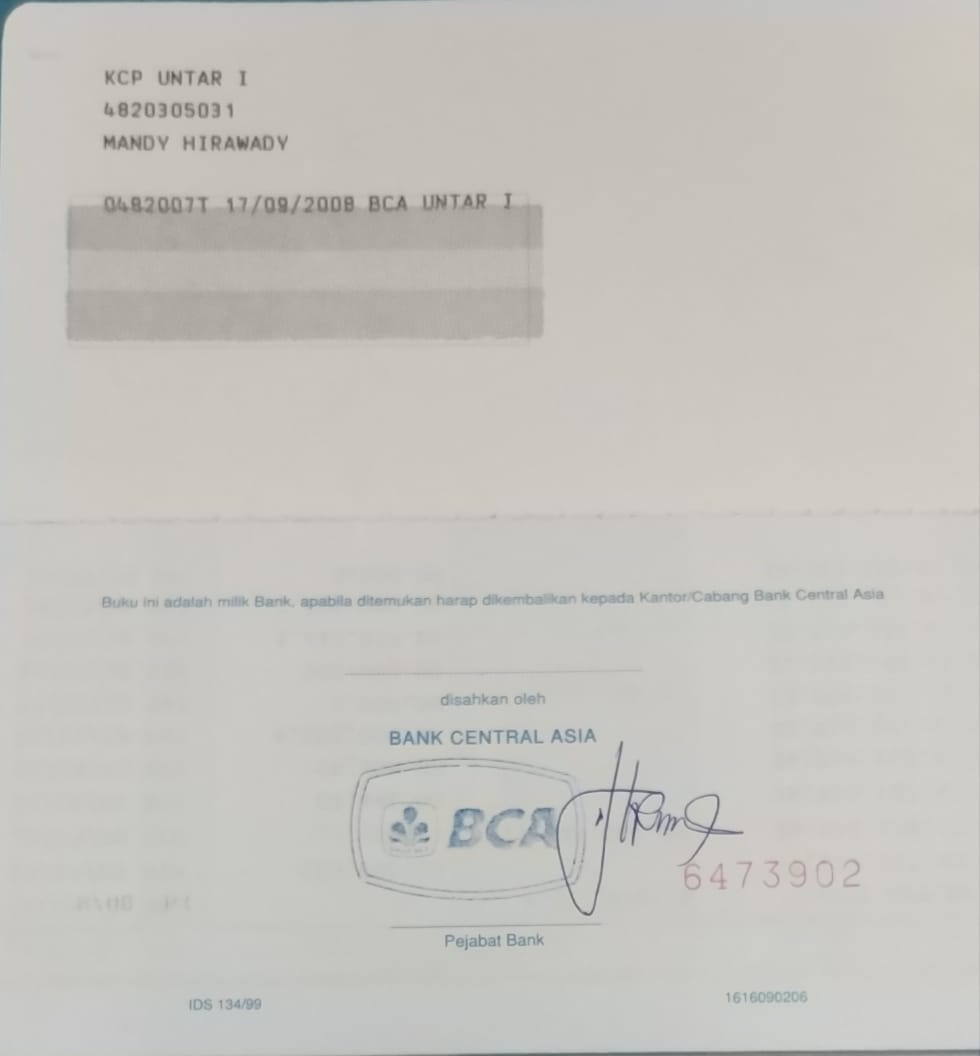 KCP UNTAR I
4820305031
MANDY HIRAWADY
0482007T 17/09/2008 BCA UNTAR I
Buku ini adalah milik Bank, apabila ditemukan harap dikembalikan kepada Kantor/Cabang Bank Central Asia
disahkan oleh
BANK CENTRAL ASIA
BCA
6473902
Pejabat Bank
IDS 134/99
1616090206